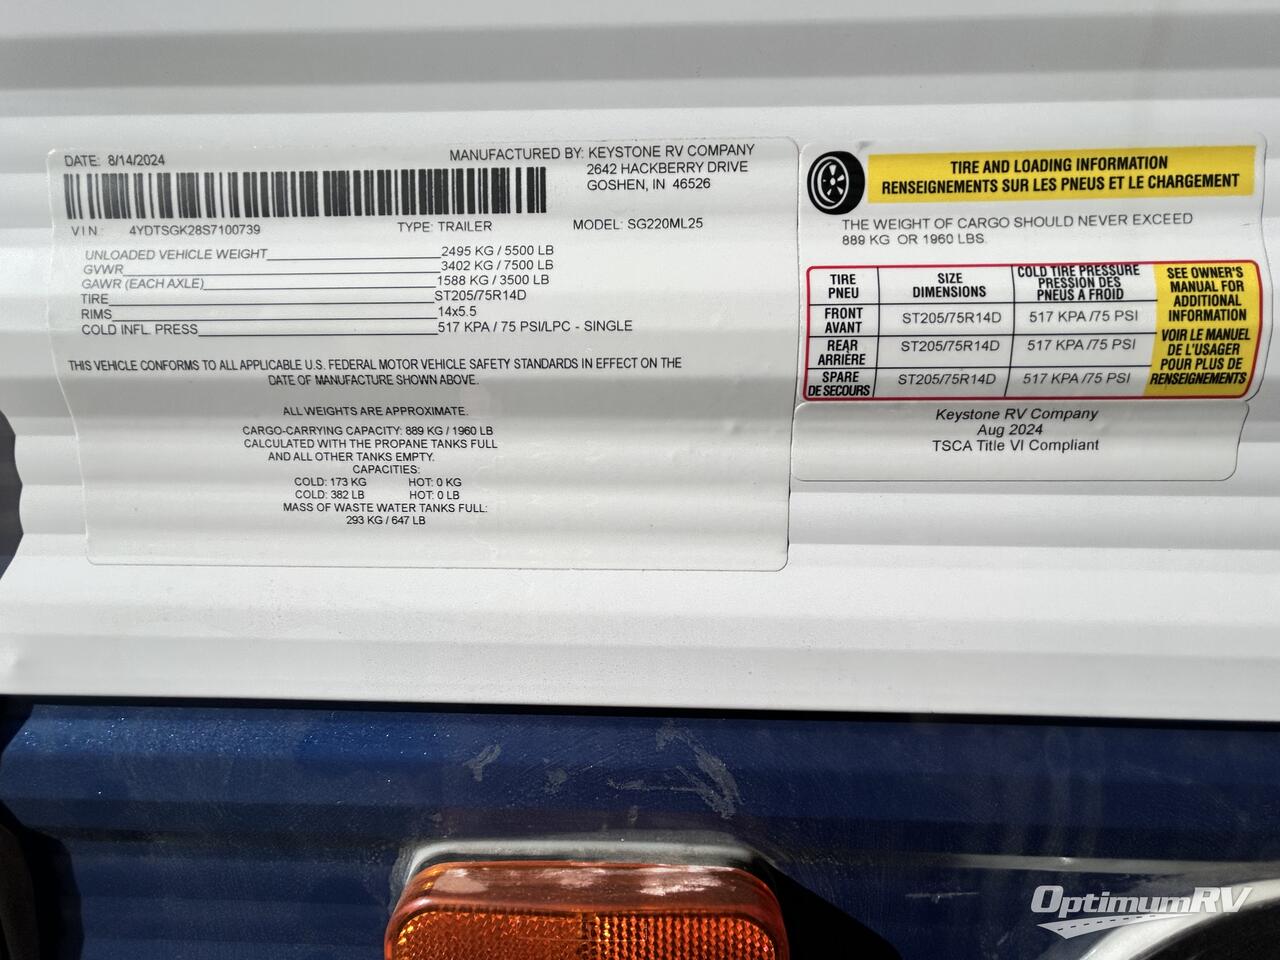 DATE: 8/14/2024
MANUFACTURED BY: KEYSTONE RV COMPANY
2642 HACKBERRY DRIVE
GOSHEN, IN 46526
V I N : 4YDTSGK28S7100739 TYPE: TRAILER MODEL: SG220ML25
UNLOADED VEHICLE WEIGHT 2495 KG / 5500 LB
GVWR 3402 KG / 7500 LB
GAWR (EACH AXLE) 1588 KG / 3500 LB
TIRE ST205/75R14D
RIMS 14x5.5
COLD INFL. PRESS 517 KPA / 75 PSI/LPC - SINGLE
THIS VEHICLE CONFORMS TO ALL APPLICABLE U.S. FEDERAL MOTOR VEHICLE SAFETY STANDARDS IN EFFECT ON THE
DATE OF MANUFACTURE SHOWN ABOVE.
ALL WEIGHTS ARE APPROXIMATE.
CARGO-CARRYING CAPACITY: 889 KG / 1960 LB
CALCULATED WITH THE PROPANE TANKS FULL
AND ALL OTHER TANKS EMPTY.
CAPACITIES:
COLD: 173 KG HOT: 0 KG
COLD: 382 LB HOT: 0 LB
MASS OF WASTE WATER TANKS FULL:
293 KG / 647 LB
TIRE AND LOADING INFORMATION
RENSEIGNEMENTS SUR LES PNEUS ET LE CHARGEMENT
THE WEIGHT OF CARGO SHOULD NEVER EXCEED
889 KG OR 1960 LBS.
TIRE
PNEU
SIZE
DIMENSIONS
COLD TIRE PRESSURE
PRESSION DES
PNEUS A FROID
FRONT
AVANT
ST205/75R14D 517 KPA /75 PSI
REAR
ARRIÈRE
ST205/75R14D 517 KPA /75 PSI
SPARE
DE SECOURS
ST205/75R14D 517 KPA /75 PSI
SEE OWNER'S
MANUAL FOR
ADDITIONAL
INFORMATION
VOIR LE MANUEL
DE L'USAGER
POUR PLUS DE
RENSEIGNEMENTS
Keystone RV Company
Aug 2024
TSCA Title VI Compliant
OptimumRV